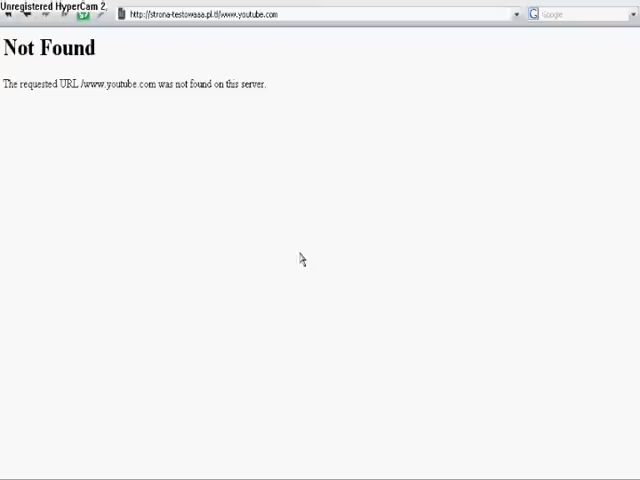 Unregistered HyperCam 2
http://strona-testowaaa.pl.tl/www.youtube.com
Google
Not Found
The requested URL /www.youtube.com was not found on this server.